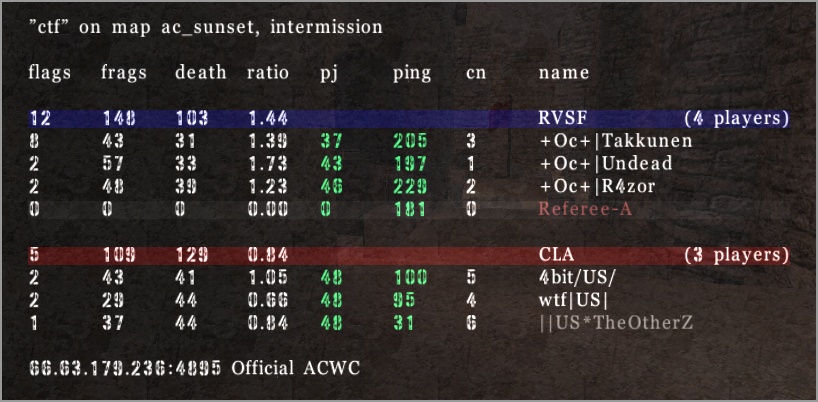 "ctf" on map ac_sunset, intermission
flags frags death ratio pj ping cn name
12 148 103 1.44 RVSF (4 players)
8 43 31 1.39 37 205 3 +Oc+|Takkunen
2 57 33 1.73 43 197 1 +Oc+|Undead
2 48 39 1.23 46 229 2 +Oc+|R4zor
0 0 0 0.00 0 181 0 Referee-A
5 109 129 0.84 CLA (3 players)
2 43 41 1.05 48 100 5 4bit/US/
2 29 44 0.66 48 95 4 wtf|US|
1 37 44 0.84 48 31 6 ||US*TheOtherZ
66.63.179.236:4895 Official ACWC